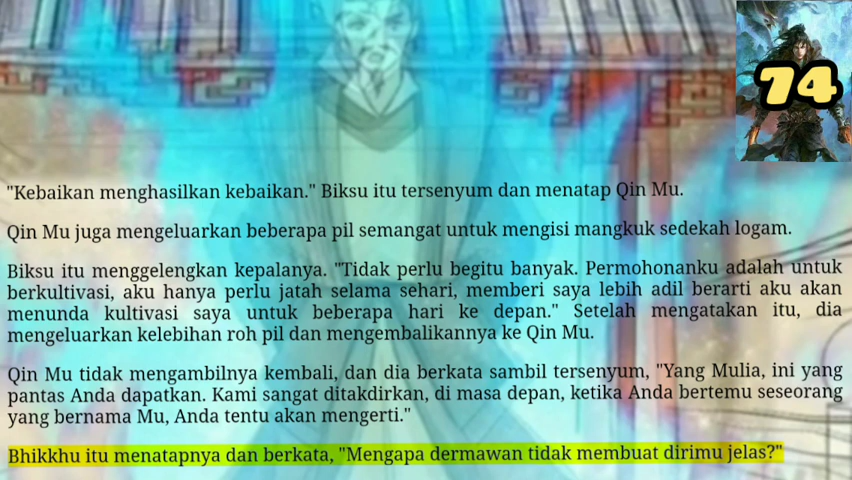 74
"Kebaikan menghasilkan kebaikan." Biksu itu tersenyum dan menatap Qin Mu.
Qin Mu juga mengeluarkan beberapa pil semangat untuk mengisi mangkuk sedekah logam.
Biksu itu menggelengkan kepalanya. "Tidak perlu begitu banyak. Permohonanku adalah untuk
berkultivasi, aku hanya perlu jatah selama sehari, memberi saya lebih adil berarti aku akan
menunda kultivasi saya untuk beberapa hari ke depan." Setelah mengatakan itu, dia
mengeluarkan kelebihan roh pil dan mengembalikannya ke Qin Mu.
Qin Mu tidak mengambilnya kembali, dan dia berkata sambil tersenyum, "Yang Mulia, ini yang
pantas Anda dapatkan. Kami sangat ditakdirkan, di masa depan, ketika Anda bertemu seseorang
yang bernama Mu, Anda tentu akan mengerti."
Bhikkhu itu menatapnya dan berkata, "Mengapa dermawan tidak membuat dirimu jelas?"